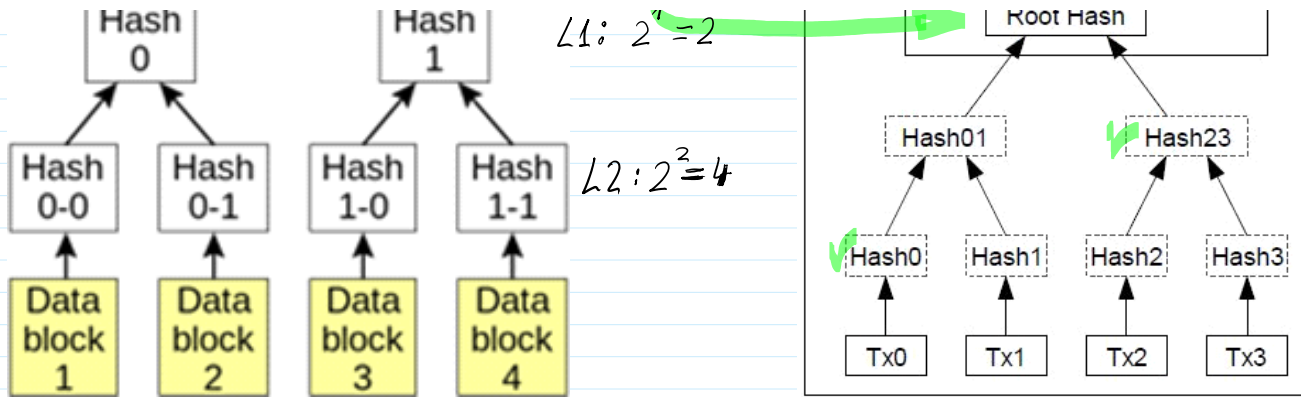 Hash
0
Hash
1
L1: 2¹ = 2
Root Hash
Hash
0-0
Hash
0-1
Hash
1-0
Hash
1-1
L2: 2² = 4
Hash01
Hash23
Hash0
Hash1
Hash2
Hash3
Data
block
1
Data
block
2
Data
block
3
Data
block
4
Tx0
Tx1
Tx2
Tx3